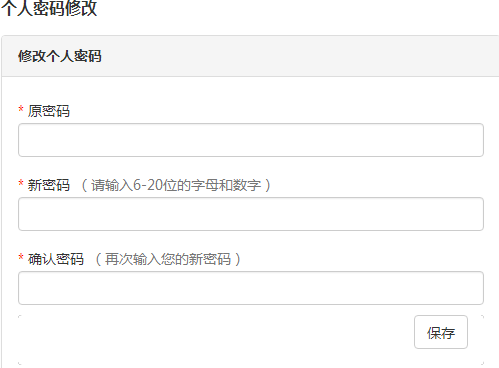 个人密码修改
修改个人密码
* 原密码
* 新密码 （请输入6-20位的字母和数字）
* 确认密码 （再次输入您的新密码）
保存